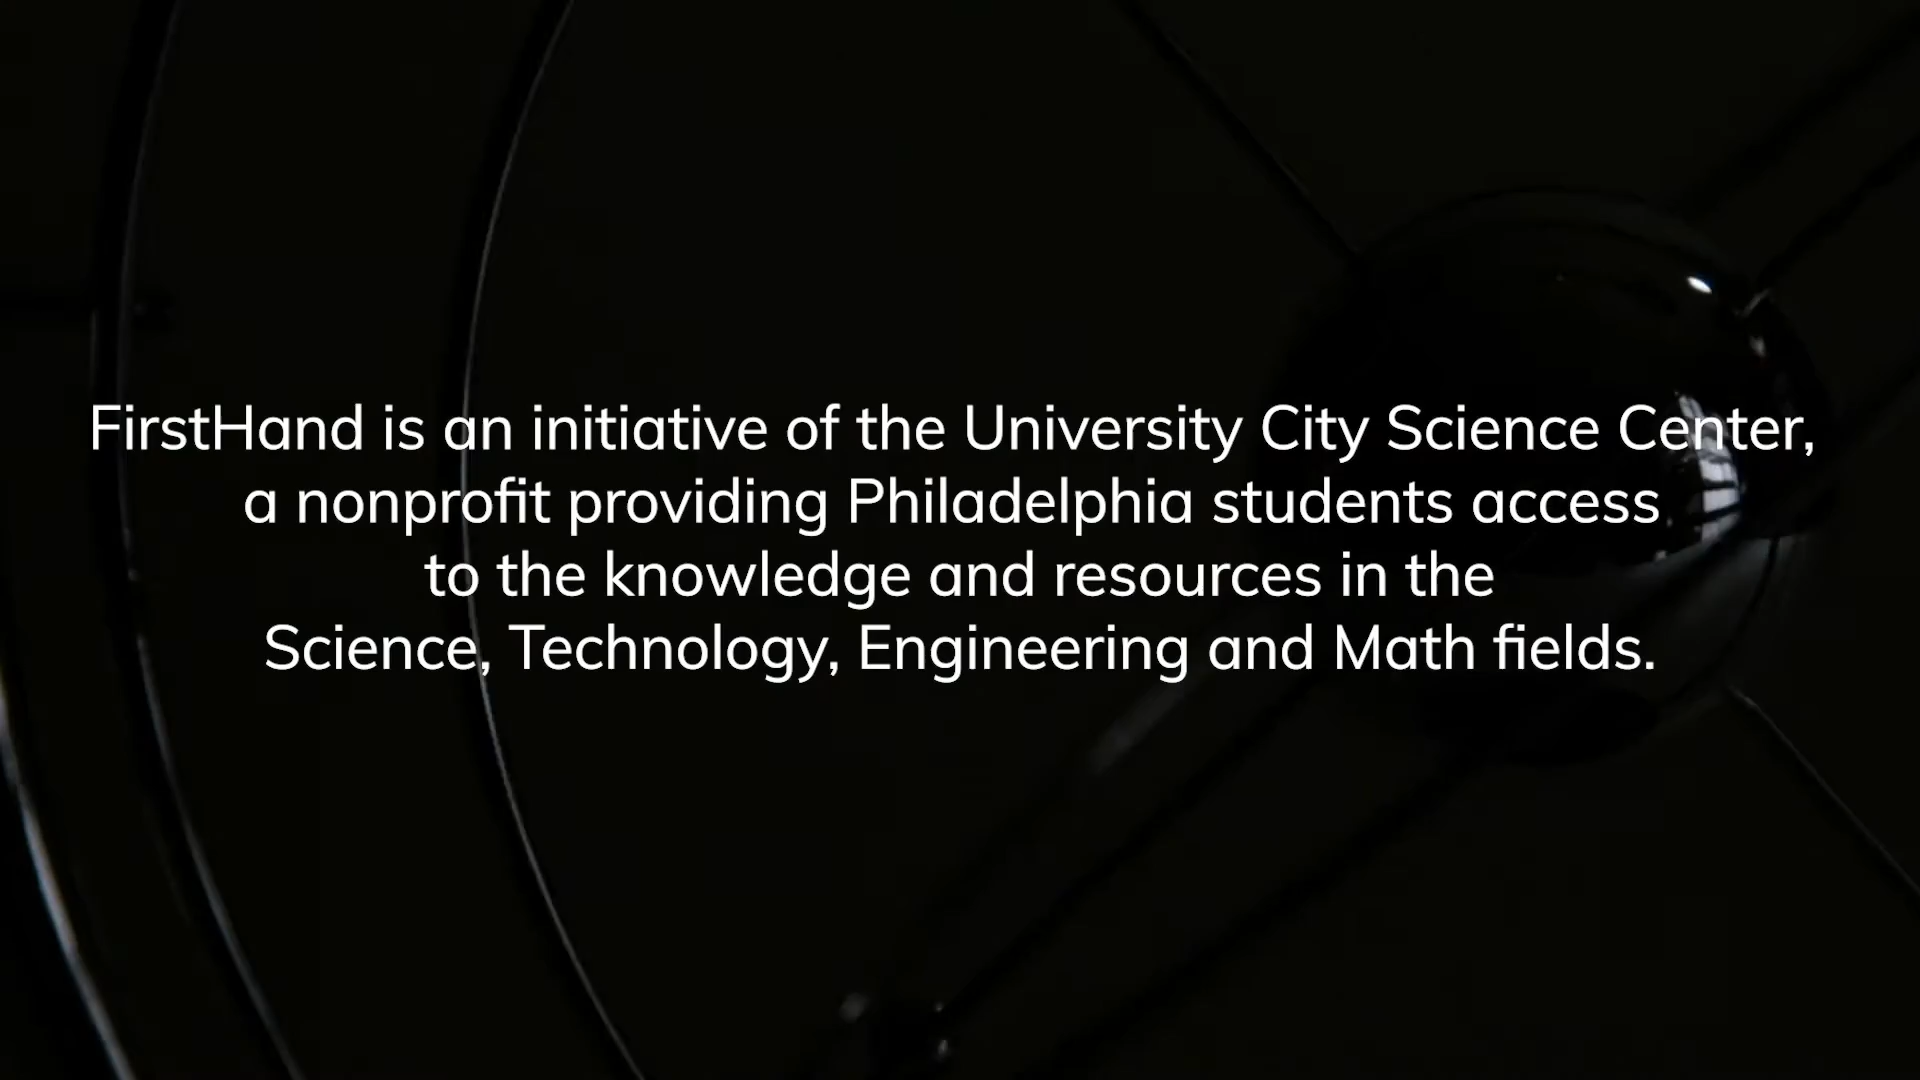 FirstHand is an initiative of the University City Science Center,
a nonprofit providing Philadelphia students access
to the knowledge and resources in the
Science, Technology, Engineering and Math fields.